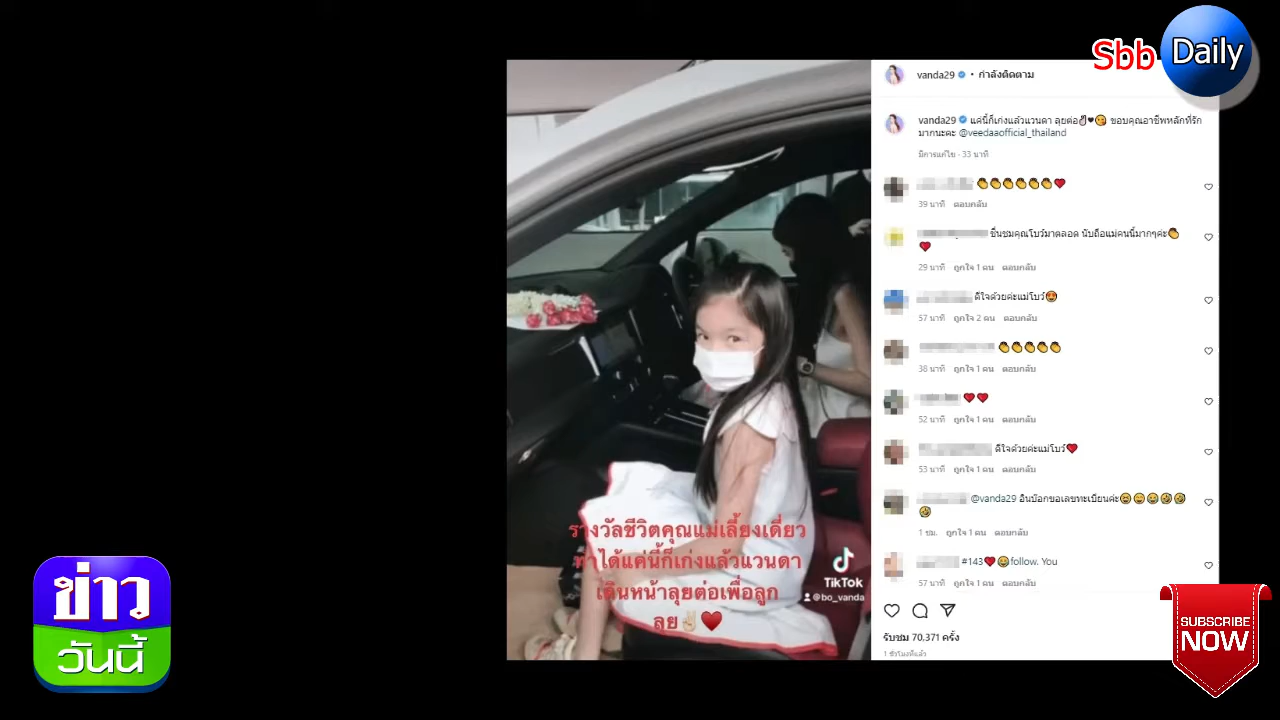 Sbb Daily
vanda29 • กำลังติดตาม
vanda29 แค่นี้ก็เก่งแล้วแวนดา ลุยต่อ✌🏻❤😘 ขอบคุณอาชีพหลักที่รัก
มากนะคะ @veedaaofficial_thailand
มีการแก้ไข · 33 นาที
👏👏👏👏👏👏❤️
39 นาที ตอบกลับ
ชื่นชมคุณโบว์มาตลอด นับถือแม่คนนี้มากๆค่ะ👏
❤️
29 นาที ถูกใจ 1 คน ตอบกลับ
ดีใจด้วยค่ะแม่โบว์😍
57 นาที ถูกใจ 2 คน ตอบกลับ
👏👏👏👏👏
38 นาที ถูกใจ 1 คน ตอบกลับ
❤️❤️
52 นาที ถูกใจ 1 คน ตอบกลับ
ดีใจด้วยค่ะแม่โบว์❤️
53 นาที ถูกใจ 1 คน ตอบกลับ
@vanda29 อินบ๊อกขอเลขทะเบียนค่ะ😂😄😄🤣🤣
🤣
1 ชม. ถูกใจ 1 คน ตอบกลับ
#143❤️😂follow. You
57 นาที ถูกใจ 1 คน ตอบกลับ
รับชม 70,371 ครั้ง
1 ชั่วโมงที่แล้ว
รางวัลชีวิตคุณแม่เลี้ยงเดี่ยว
ทำได้แค่นี้ก็เก่งแล้วแวนดา
เดินหน้าลุยต่อเพื่อลูก
ลุย✌🏻❤️
TikTok
@bo_vanda
ข่าว
วันนี้
SUBSCRIBE
NOW